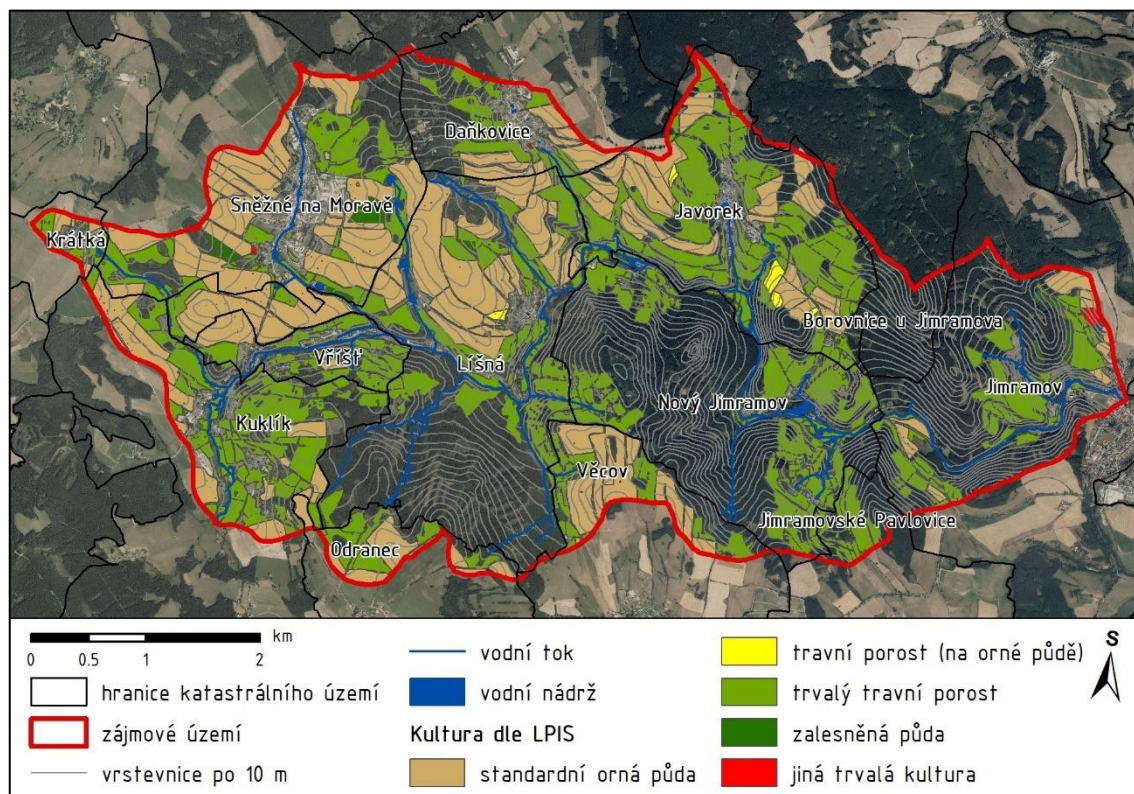 Daňkovice
Sněžné na Moravě
Javorek
Krátká
Borovnice u Jimramova
Vříšť
Líšná
Jimramov
Nový Jimramov
Kuklík
Věcov
Jimramovské Pavlovice
Odranec
km
0 0.5 1 2
hranice katastrálního území
zájmové území
vrstevnice po 10 m
vodní tok
vodní nádrž
Kultura dle LPIS
standardní orná půda
travní porost (na orné půdě)
trvalý travní porost
zalesněná půda
jiná trvalá kultura
S